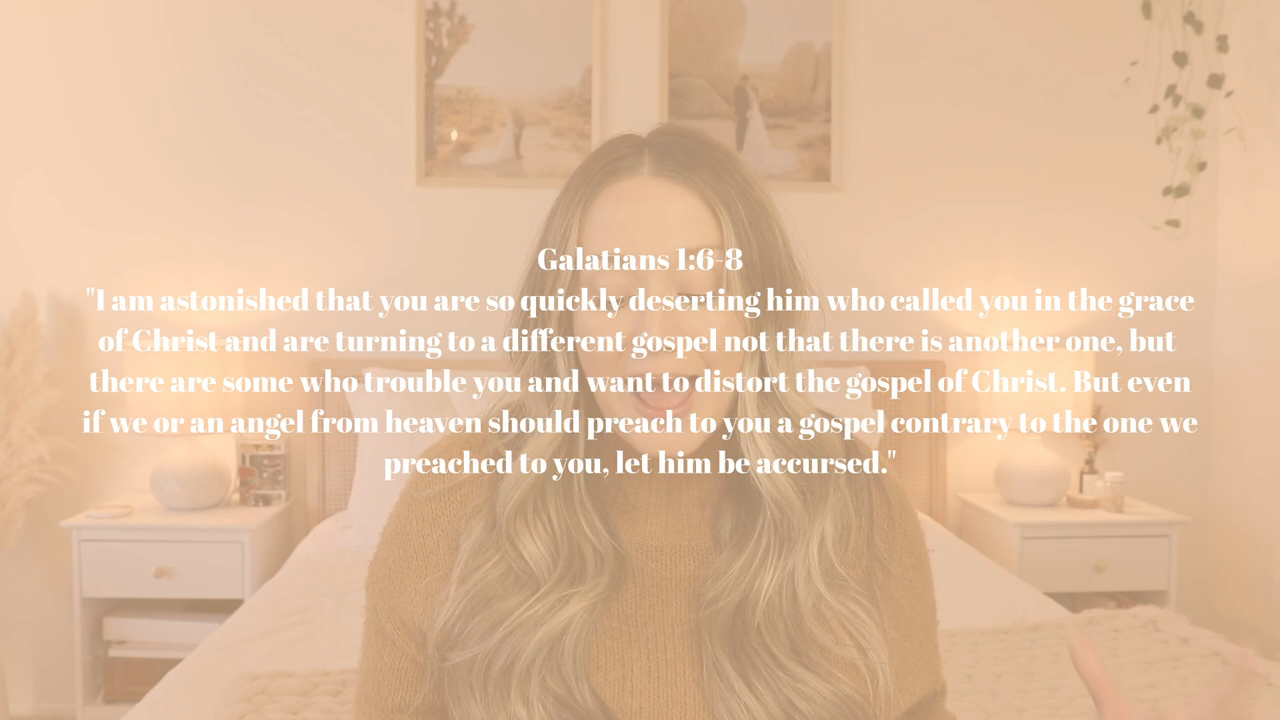 Galatians 1:6-8
"I am astonished that you are so quickly deserting him who called you in the grace
of Christ and are turning to a different gospel not that there is another one, but
there are some who trouble you and want to distort the gospel of Christ. But even
if we or an angel from heaven should preach to you a gospel contrary to the one we
preached to you, let him be accursed."